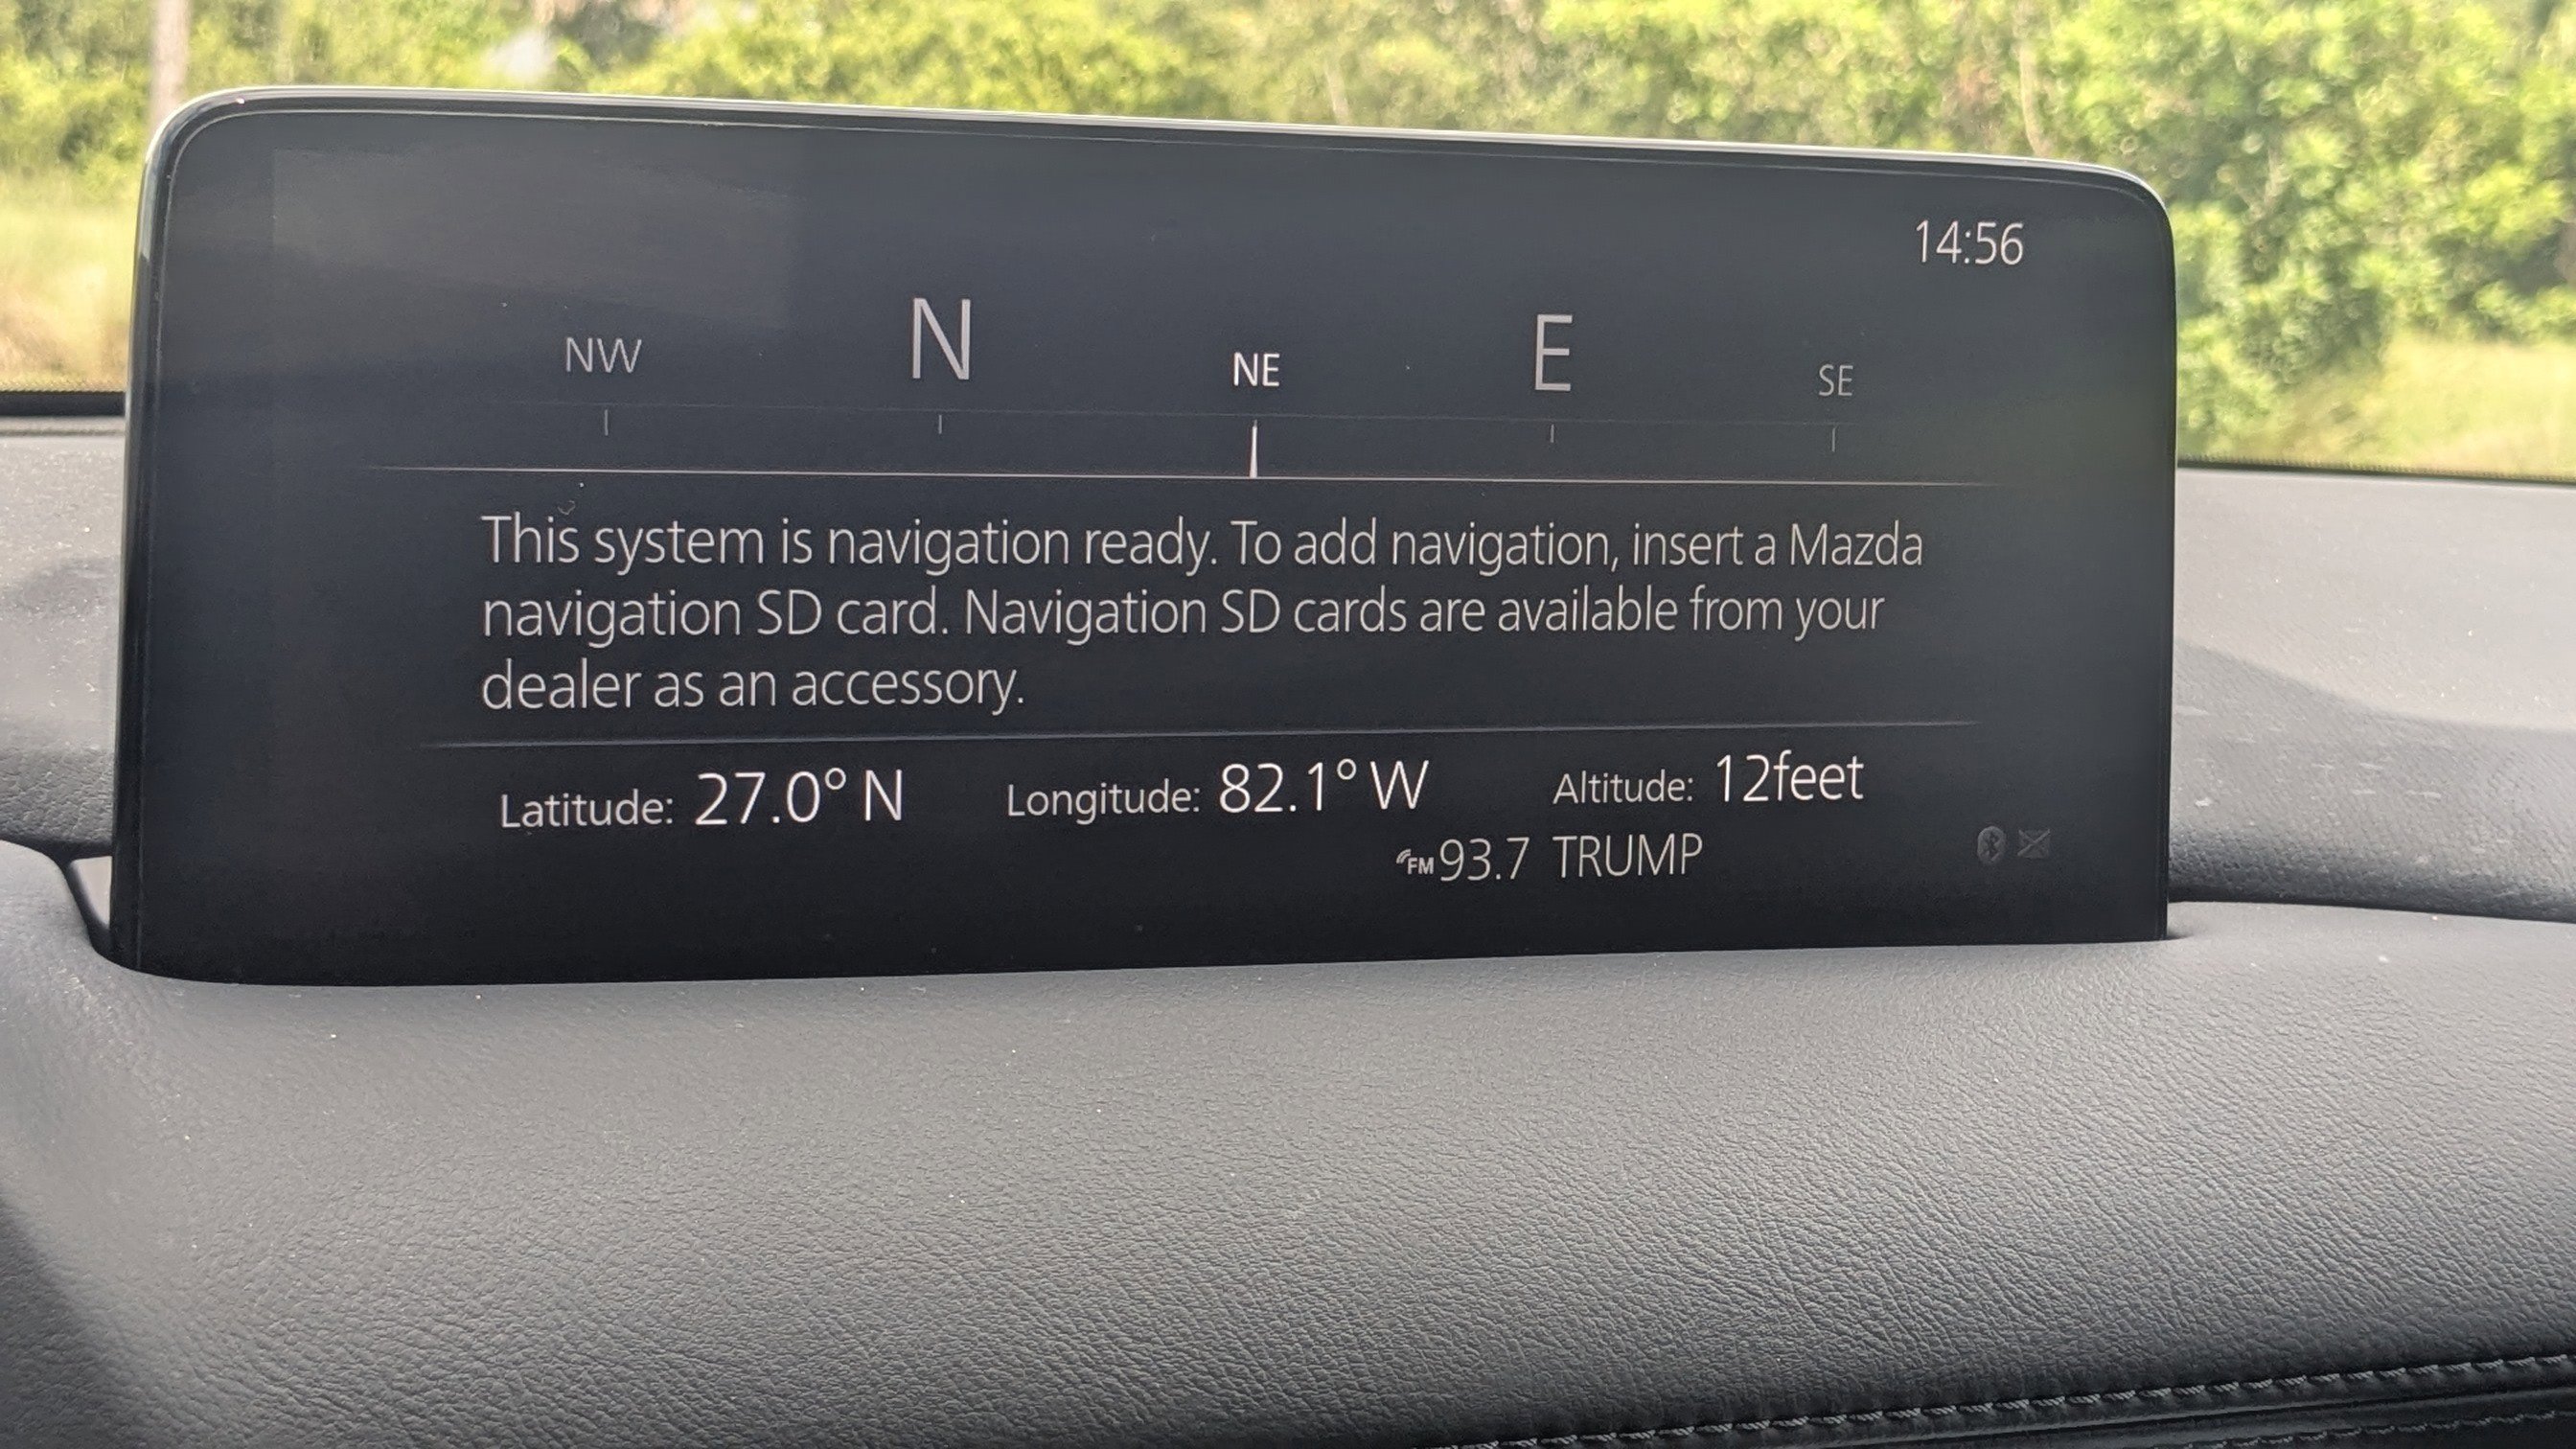 14:56
NW N NE E SE
This system is navigation ready. To add navigation, insert a Mazda
navigation SD card. Navigation SD cards are available from your
dealer as an accessory.
Latitude: 27.0° N Longitude: 82.1° W Altitude: 12feet
FM 93.7 TRUMP